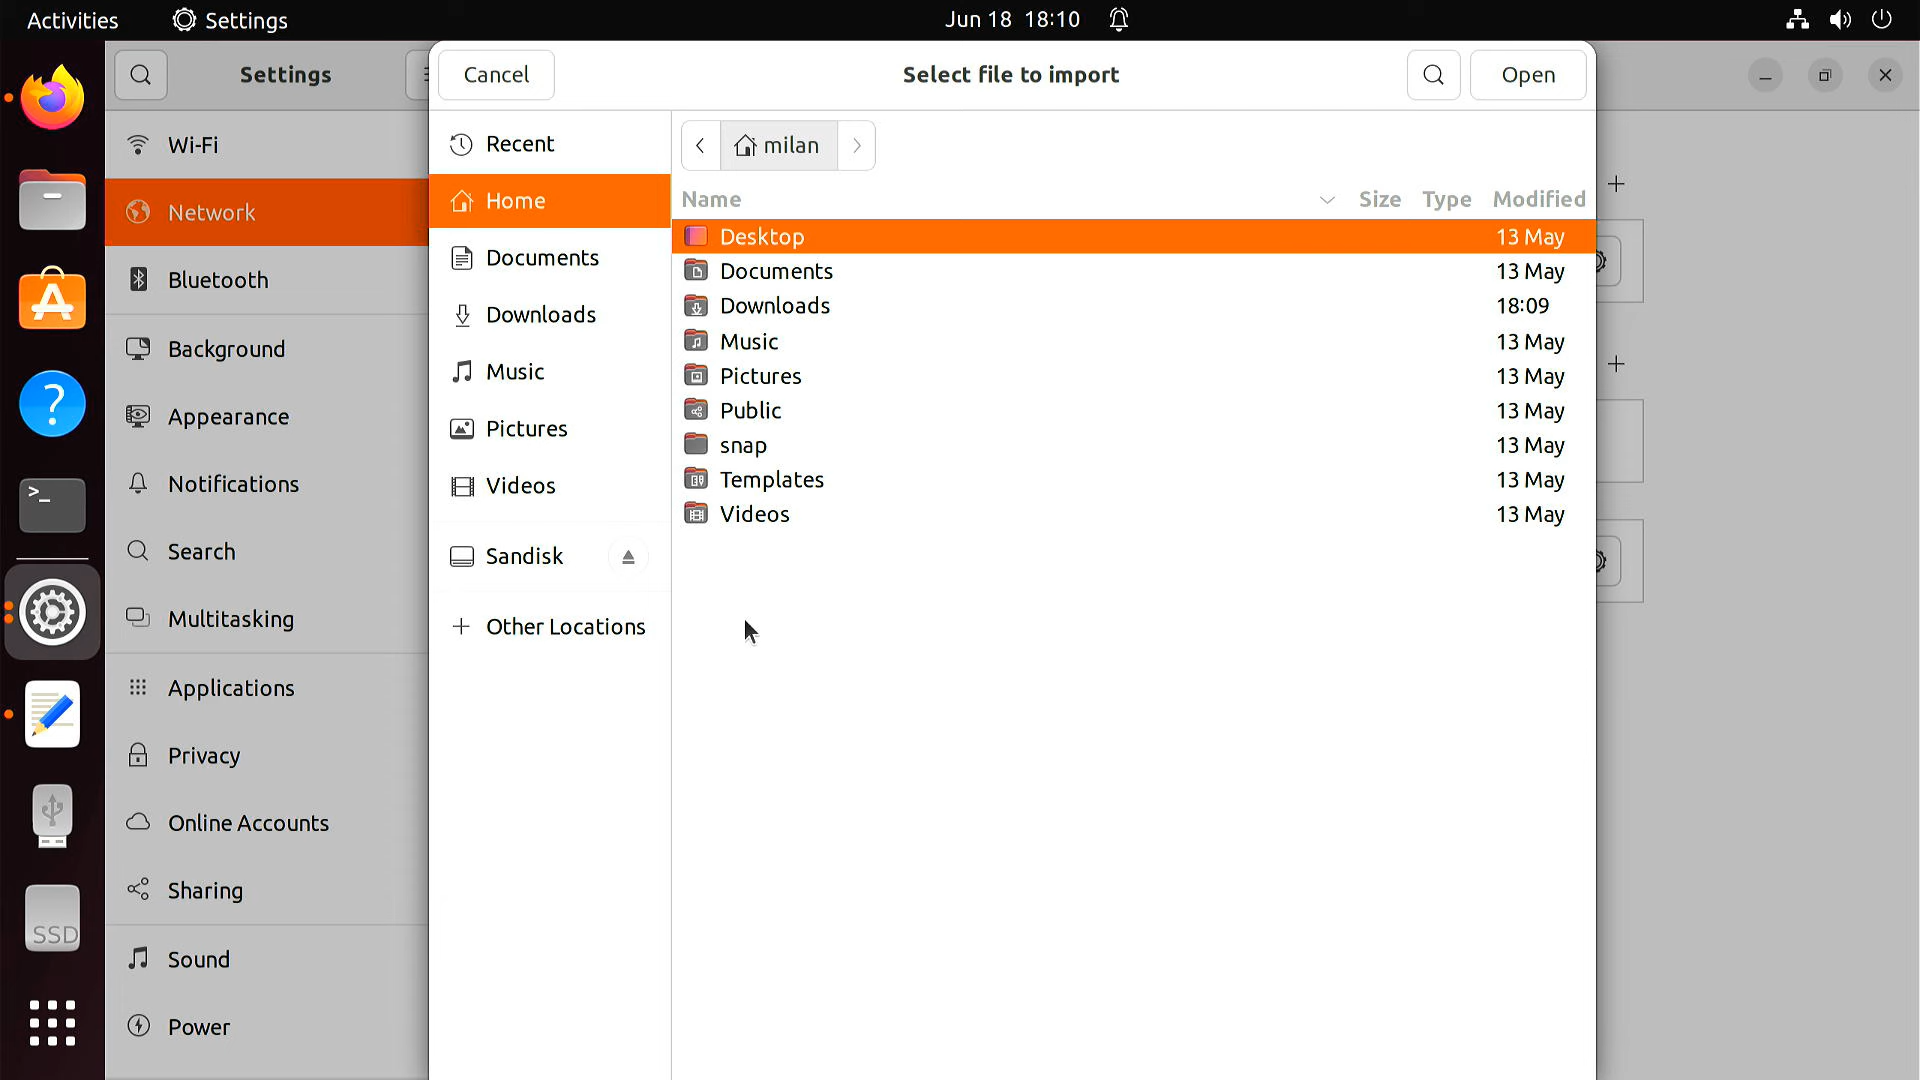 Activities Settings Jun 18 18:10
Settings
Cancel Select file to import Open
Wi-Fi
Network
Bluetooth
Background
Appearance
Notifications
Search
Multitasking
Applications
Privacy
Online Accounts
Sharing
Sound
Power
SSD
Recent
Home
Documents
Downloads
Music
Pictures
Videos
Sandisk
Other Locations
milan
Name Size Type Modified
Desktop 13 May
Documents 13 May
Downloads 18:09
Music 13 May
Pictures 13 May
Public 13 May
snap 13 May
Templates 13 May
Videos 13 May